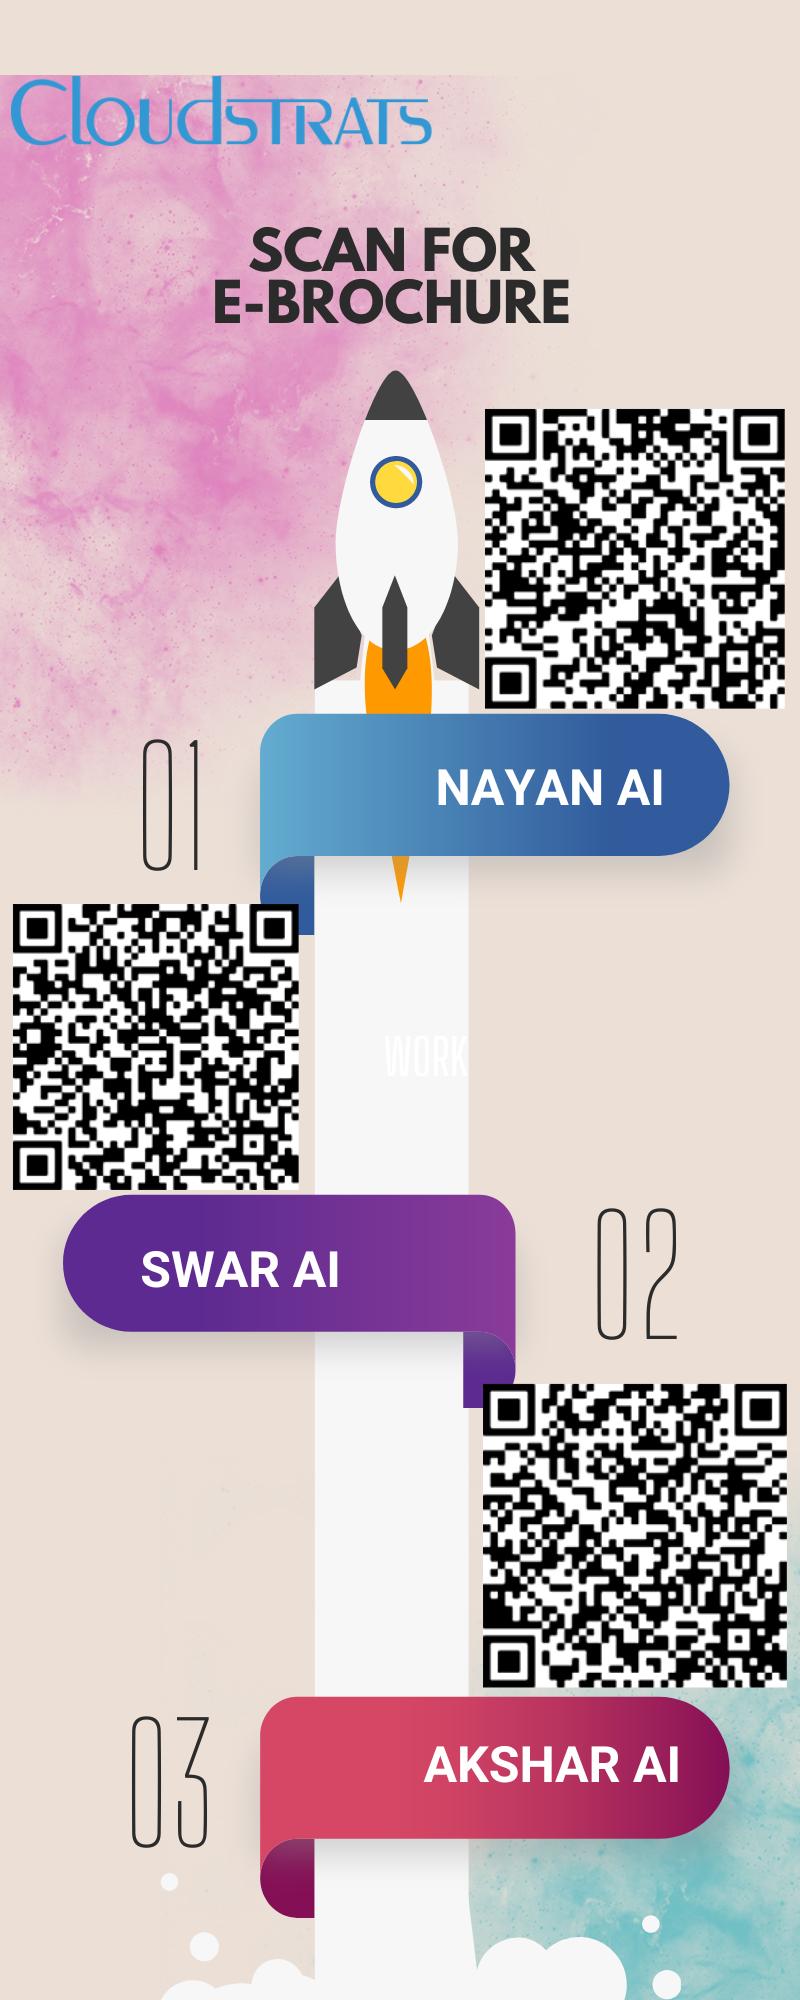 CloudSTRATS
SCAN FOR
E-BROCHURE
01
NAYAN AI
WORK
SWAR AI
02
03
AKSHAR AI